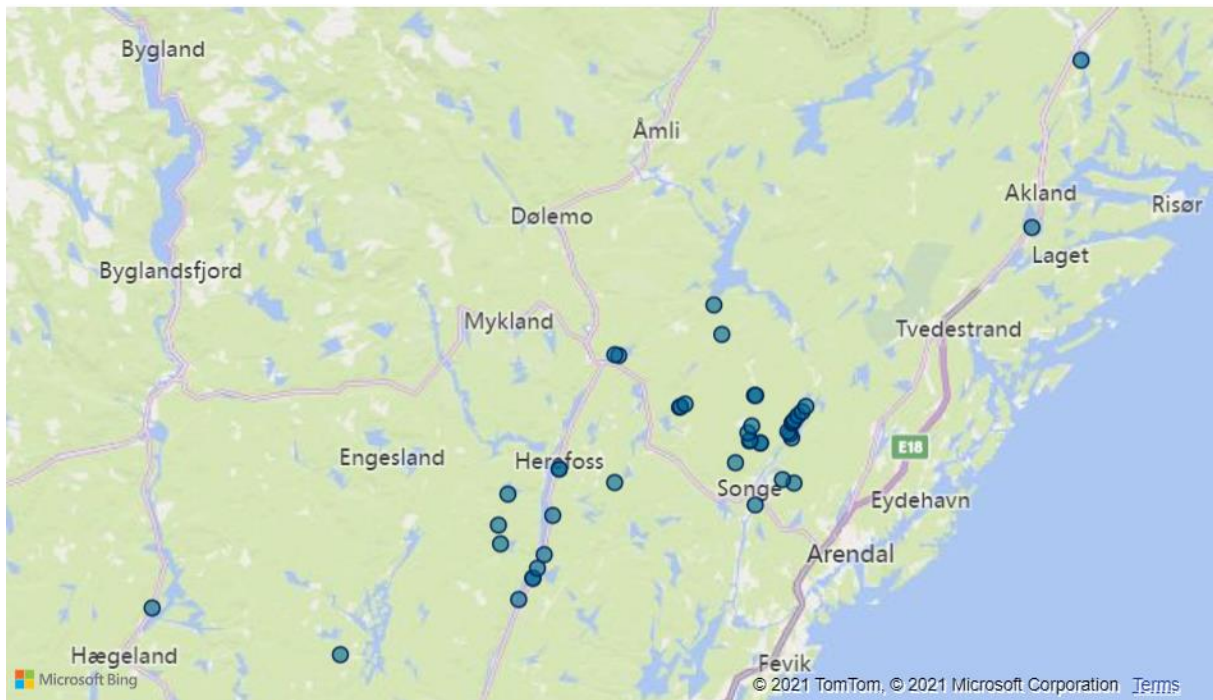 Bygland
Åmli
Akland
Risør
Dølemo
Laget
Byglandsfjord
Mykland
Tvedestrand
E18
Engesland
Herefoss
Songe
Eydehavn
Arendal
Hægeland
Fevik
Microsoft Bing
© 2021 TomTom, © 2021 Microsoft Corporation Terms